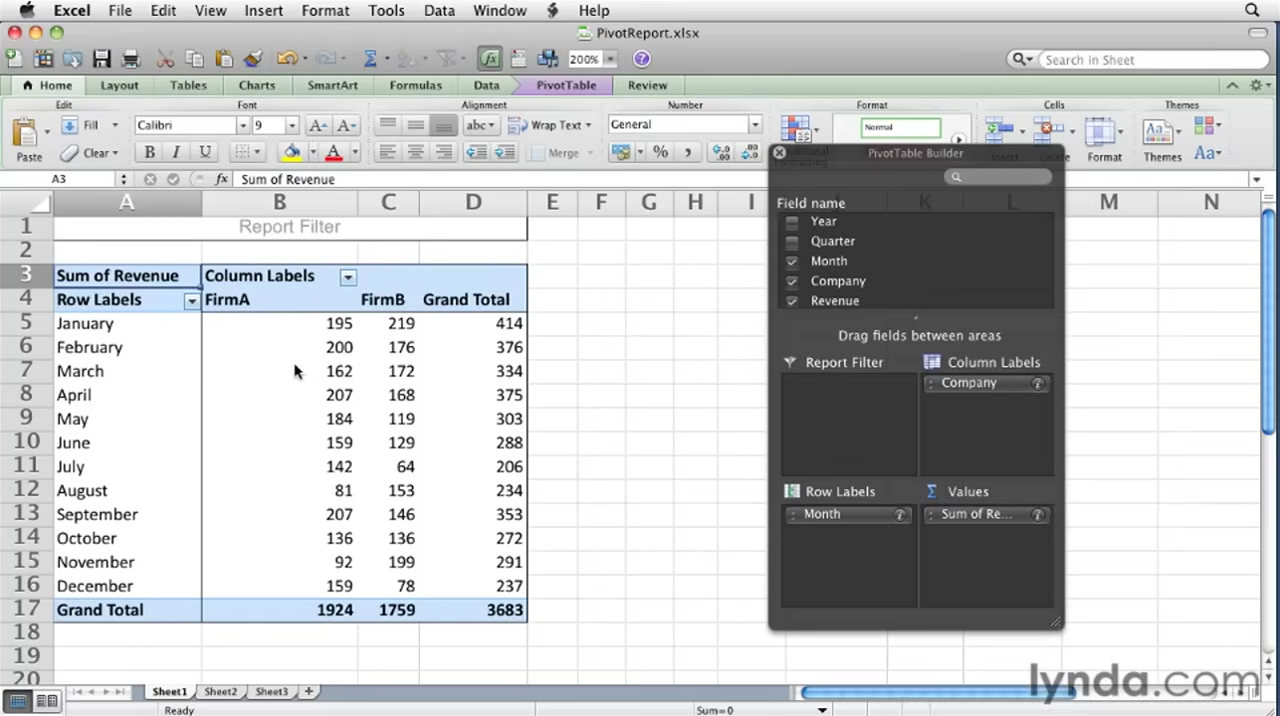 Excel File Edit View Insert Format Tools Data Window Help
PivotReport.xlsx
200% Search in Sheet
Home Layout Tables Charts SmartArt Formulas Data PivotTable Review
Edit Font Alignment Number Format Cells Themes
Fill Calibri 9 A A abc Wrap Text General Normal
Paste Clear B I U A Merge % , .0 .00 Format Themes Aa
A3 fx Sum of Revenue
PivotTable Builder
A B C D E F G H I K L M N
Field name
1 Report Filter
Year
2
Quarter
Month
3 Sum of Revenue Column Labels
Company
4 Row Labels FirmA FirmB Grand Total
Revenue
5 January 195 219 414
Drag fields between areas
6 February 200 176 376
Report Filter Column Labels
7 March 162 172 334
Company
8 April 207 168 375
9 May 184 119 303
10 June 159 129 288
11 July 142 64 206
12 August 81 153 234
Row Labels Values
13 September 207 146 353
Month Sum of Re...
14 October 136 136 272
15 November 92 199 291
16 December 159 78 237
17 Grand Total 1924 1759 3683
18
19
20
lynda.com
Sheet1 Sheet2 Sheet3
Ready Sum=0